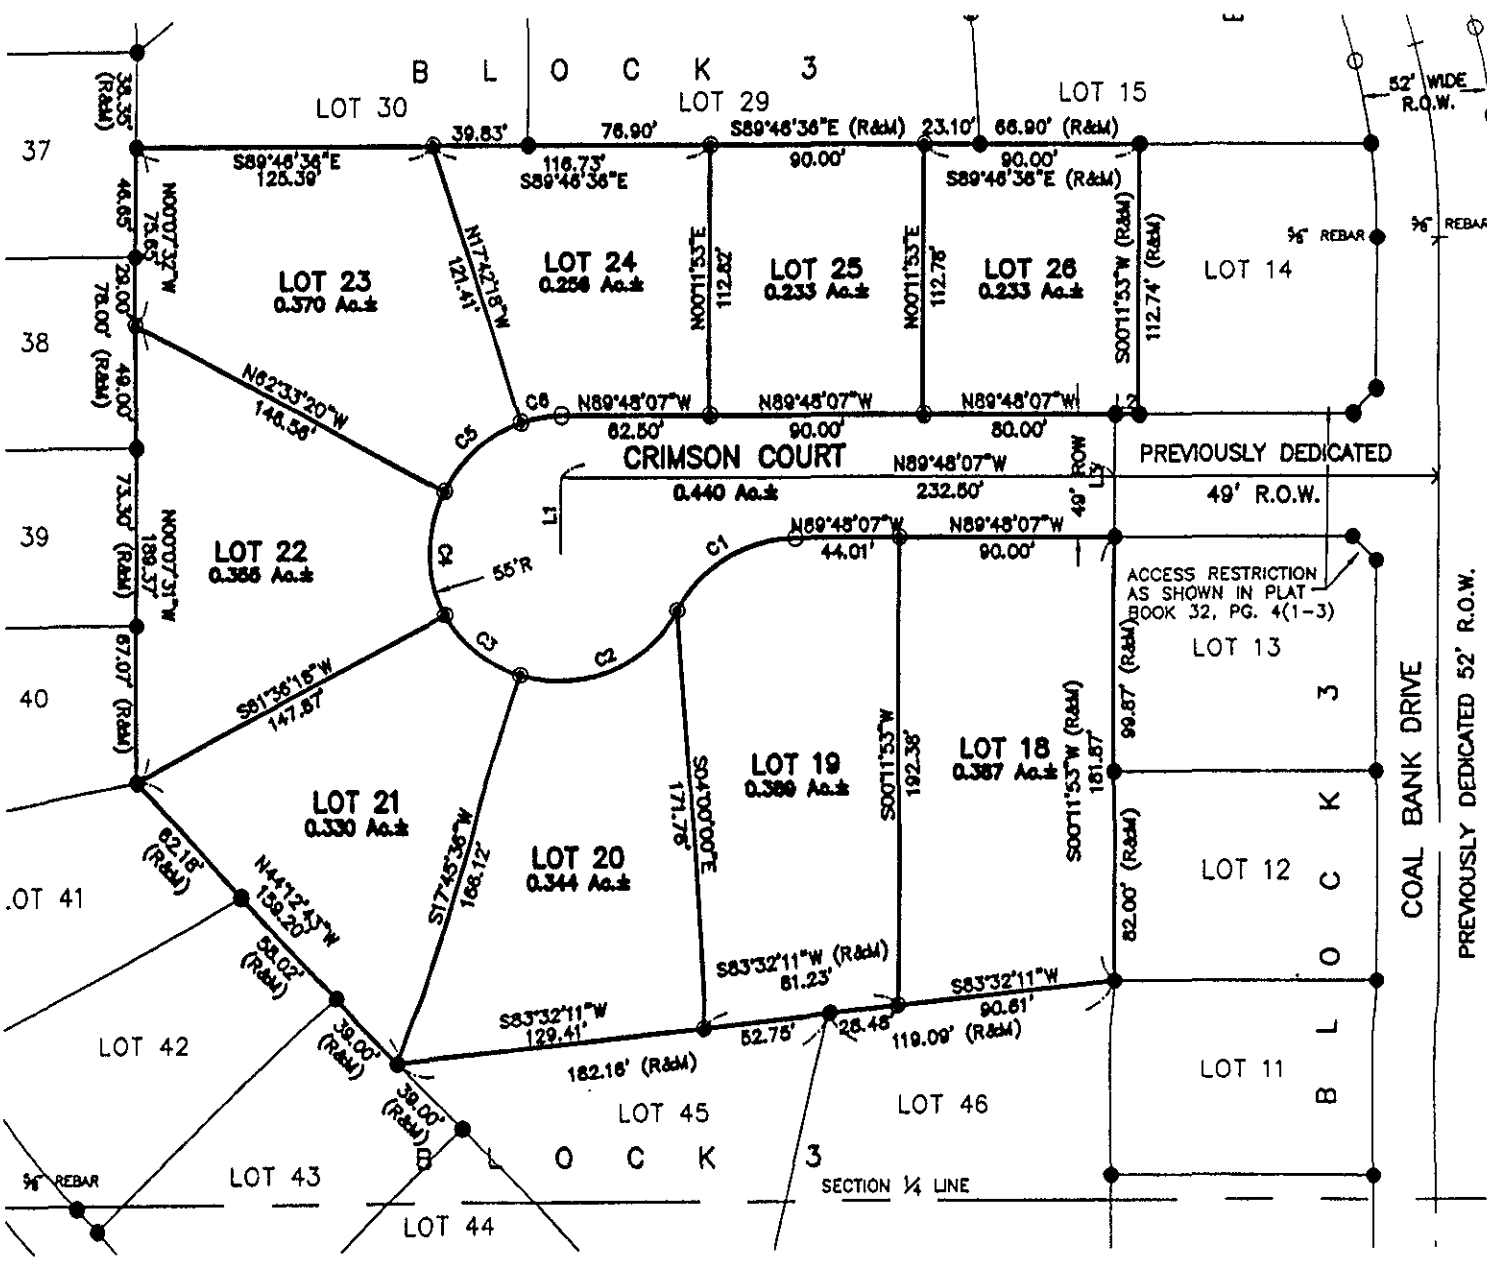 BLOCK 3
LOT 30
LOT 29
LOT 15
52' WIDE
R.O.W.
38.35'
(R&M)
37
39.83'
76.90'
S89°46'36"E (R&M)
23.10'
66.90' (R&M)
S89°46'36"E
125.39'
116.73'
S89°46'36"E
90.00'
90.00'
S89°46'36"E (R&M)
46.65'
N00°07'32"W
75.65'
29.00'
78.00' (R&M)
49.00'
LOT 23
0.370 Ac.±
N17°42'18"W
121.41'
LOT 24
0.256 Ac.±
N00°11'53"E
112.82'
LOT 25
0.233 Ac.±
N00°11'53"E
112.78'
LOT 26
0.233 Ac.±
S00°11'53"W (R&M)
112.74' (R&M)
LOT 14
5/8" REBAR
5/8" REBAR
38
N62°33'20"W
146.56'
C6
C5
N89°48'07"W
62.50'
N89°48'07"W
90.00'
N89°48'07"W
80.00'
L2
CRIMSON COURT
0.440 Ac.±
N89°48'07"W
232.50'
49' ROW
L3
PREVIOUSLY DEDICATED
49' R.O.W.
L1
73.30' (R&M)
N00°07'31"W
189.37'
39
LOT 22
0.366 Ac.±
C4
55'R
C1
N89°48'07"W
44.01'
N89°48'07"W
90.00'
ACCESS RESTRICTION
AS SHOWN IN PLAT
BOOK 32, PG. 4(1-3)
LOT 13
C3
C2
67.07' (R&M)
40
S61°36'18"W
147.87'
99.87' (R&M)
S00°11'53"W (R&M)
181.87'
82.00' (R&M)
LOT 21
0.330 Ac.±
S17°45'36"W
166.12'
S04°00'00"E
171.76'
LOT 19
0.389 Ac.±
S00°11'53"W
192.38'
LOT 18
0.387 Ac.±
LOT 20
0.344 Ac.±
62.18'
(R&M)
N44°12'43"W
159.20'
58.02'
(R&M)
39.00'
(R&M)
39.00'
(R&M)
.OT 41
LOT 12
BLOCK 3
COAL BANK DRIVE
PREVIOUSLY DEDICATED 52' R.O.W.
S83°32'11"W (R&M)
81.23'
S83°32'11"W
90.61'
S83°32'11"W
129.41'
52.75'
28.48'
119.09' (R&M)
182.16' (R&M)
LOT 42
LOT 11
LOT 45
LOT 46
BLOCK 3
LOT 43
5/8" REBAR
SECTION 1/4 LINE
LOT 44